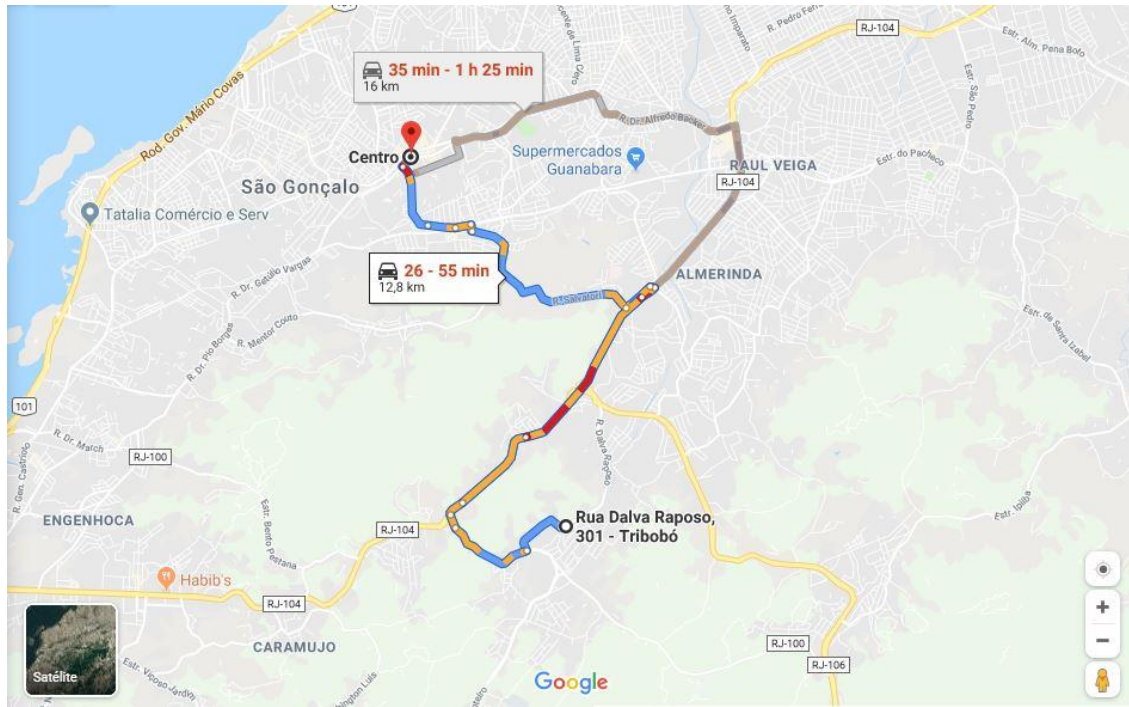 RJ-104
R. Pedro Ferr
Estr. Alm. Pena Boto
Rod. Gov. Mário Covas
35 min - 1 h 25 min
16 km
R. Dr. Alfredo Backer
Estr. São Pedro
Centro
Supermercados
Guanabara
RAUL VEIGA
Estr. do Pacheco
RJ-104
São Gonçalo
Tatalia Comércio e Serv
R. Dr. Getúlio Vargas
26 - 55 min
12,8 km
ALMERINDA
R. Salvatori
R. Mentor Couto
Estr. de Santa Izabel
R. Dr. Pio Borges
101
R. Dr. March
RJ-100
R. Gen. Castrioto
R. Dalva Raposo
Estr. Ipiiba
ENGENHOCA
Estr. Bento Pestana
RJ-104
Rua Dalva Raposo,
301 - Tribobó
Habib's
RJ-104
CARAMUJO
RJ-100
RJ-106
Estr. Viçoso Jardim
Satélite
Google